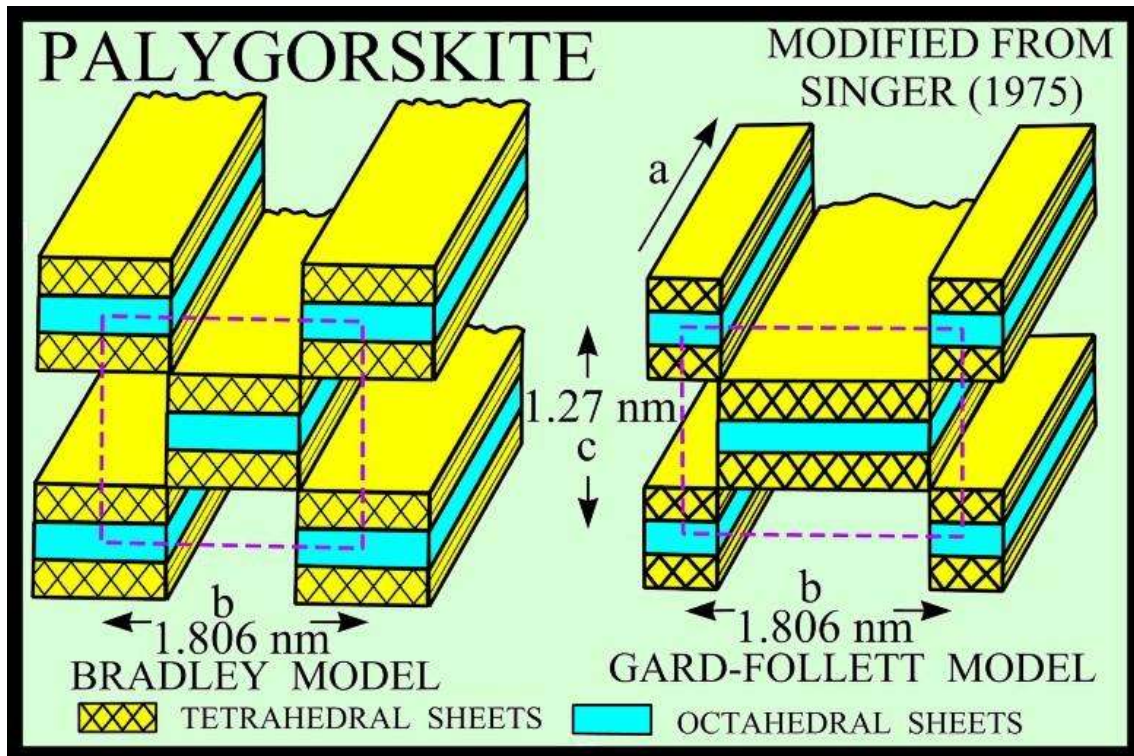 PALYGORSKITE
MODIFIED FROM
SINGER (1975)
a
1.27 nm
c
b
1.806 nm
b
1.806 nm
BRADLEY MODEL
GARD-FOLLETT MODEL
TETRAHEDRAL SHEETS
OCTAHEDRAL SHEETS